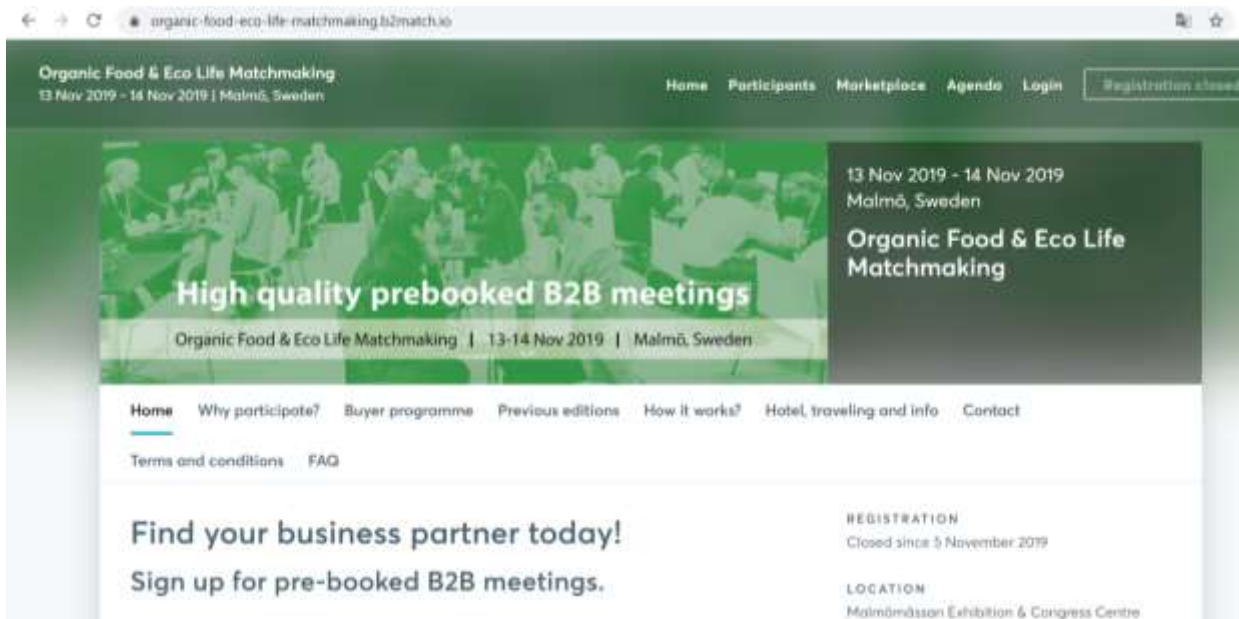 organic-food-eco-life-matchmaking.b2match.io
Organic Food & Eco Life Matchmaking
13 Nov 2019 - 14 Nov 2019 | Malmö, Sweden
Home Participants Marketplace Agenda Login Registration closed
High quality prebooked B2B meetings
Organic Food & Eco Life Matchmaking | 13-14 Nov 2019 | Malmö, Sweden
13 Nov 2019 - 14 Nov 2019
Malmö, Sweden
Organic Food & Eco Life
Matchmaking
Home Why participate? Buyer programme Previous editions How it works? Hotel, traveling and info Contact
Terms and conditions FAQ
Find your business partner today!
Sign up for pre-booked B2B meetings.
REGISTRATION
Closed since 5 November 2019
LOCATION
Malmömässan Exhibition & Congress Centre